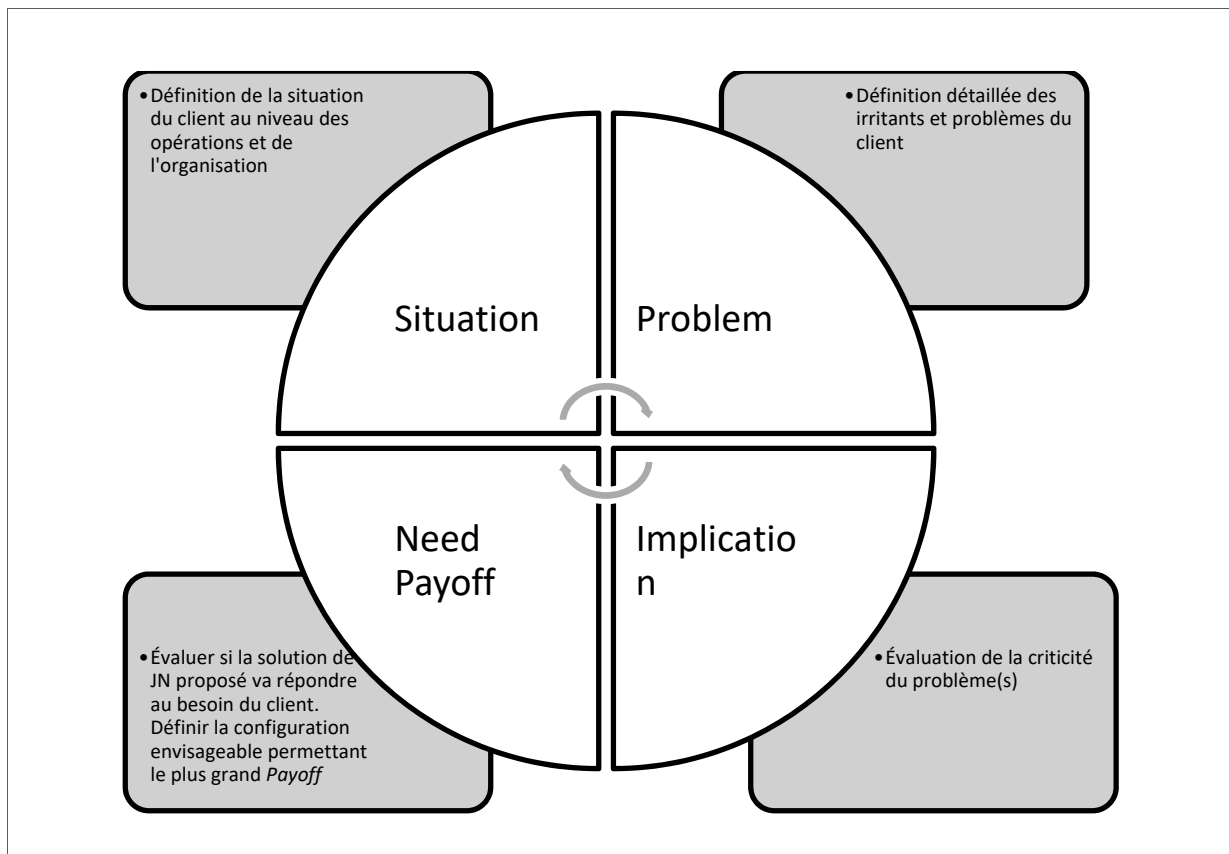 •Définition de la situation
du client au niveau des
opérations et de
l'organisation
•Définition détaillée des
irritants et problèmes du
client
Situation
Problem
Need
Payoff
Implicatio
n
•Évaluer si la solution de
JN proposé va répondre
au besoin du client.
Définir la configuration
envisageable permettant
le plus grand Payoff
•Évaluation de la criticité
du problème(s)